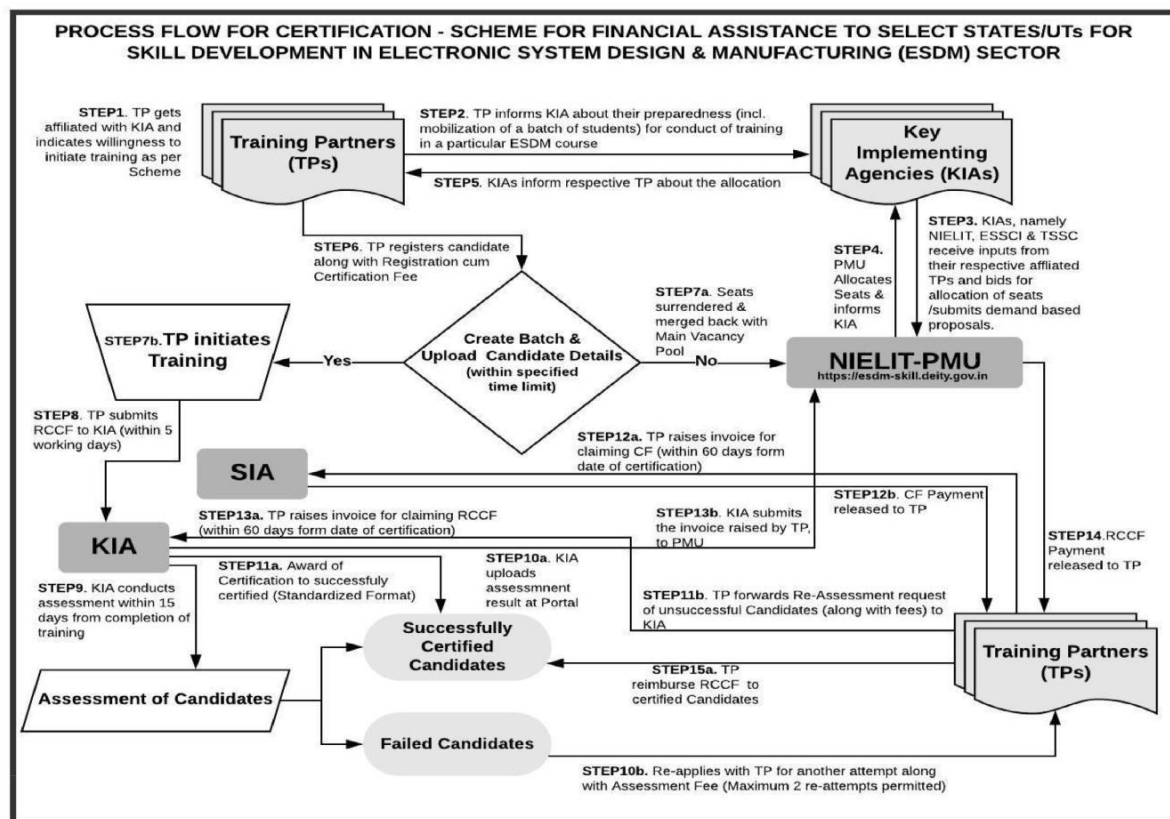 PROCESS FLOW FOR CERTIFICATION - SCHEME FOR FINANCIAL ASSISTANCE TO SELECT STATES/UTs FOR
SKILL DEVELOPMENT IN ELECTRONIC SYSTEM DESIGN & MANUFACTURING (ESDM) SECTOR
STEP1. TP gets
affiliated with KIA and
indicates willingness to
initiate training as per
Scheme
Training Partners
(TPs)
STEP2. TP informs KIA about their preparedness (incl.
mobilization of a batch of students) for conduct of training
in a particular ESDM course
STEP5. KIAs inform respective TP about the allocation
Key
Implementing
Agencies (KIAs)
STEP6. TP registers candidate
along with Registration cum
Certification Fee
STEP4.
PMU
Allocates
Seats &
informs
KIA
STEP3. KIAs, namely
NIELIT, ESSCI & TSSC
receive inputs from
their respective affliated
TPs and bids for
allocation of seats
/submits demand based
proposals.
STEP7a. Seats
surrendered &
merged back with
Main Vacancy
Pool
STEP7b.TP initiates
Training
Yes
Create Batch &
Upload Candidate Details
(within specified
time limit)
No
NIELIT-PMU
https://esdm-skill.deity.gov.in
STEP8. TP submits
RCCF to KIA (within 5
working days)
STEP12a. TP raises invoice for
claiming CF (within 60 days form
date of certification)
SIA
STEP12b. CF Payment
released to TP
STEP13a. TP raises invoice for claiming RCCF
(within 60 days form date of certification)
STEP13b. KIA submits
the invoice raised by TP,
to PMU
STEP14.RCCF
Payment
released to TP
KIA
STEP11a. Award of
Certification to successfuly
certified (Standardized Format)
STEP10a. KIA
uploads
assessmnent
result at Portal
STEP9. KIA conducts
assessment within 15
days from completion of
training
STEP11b. TP forwards Re-Assessment request
of unsuccessful Candidates (along with fees) to
KIA
Successfully
Certified
Candidates
Training Partners
(TPs)
STEP15a. TP
reimburse RCCF to
certified Candidates
Assessment of Candidates
Failed Candidates
STEP10b. Re-applies with TP for another attempt along
with Assessment Fee (Maximum 2 re-attempts permitted)